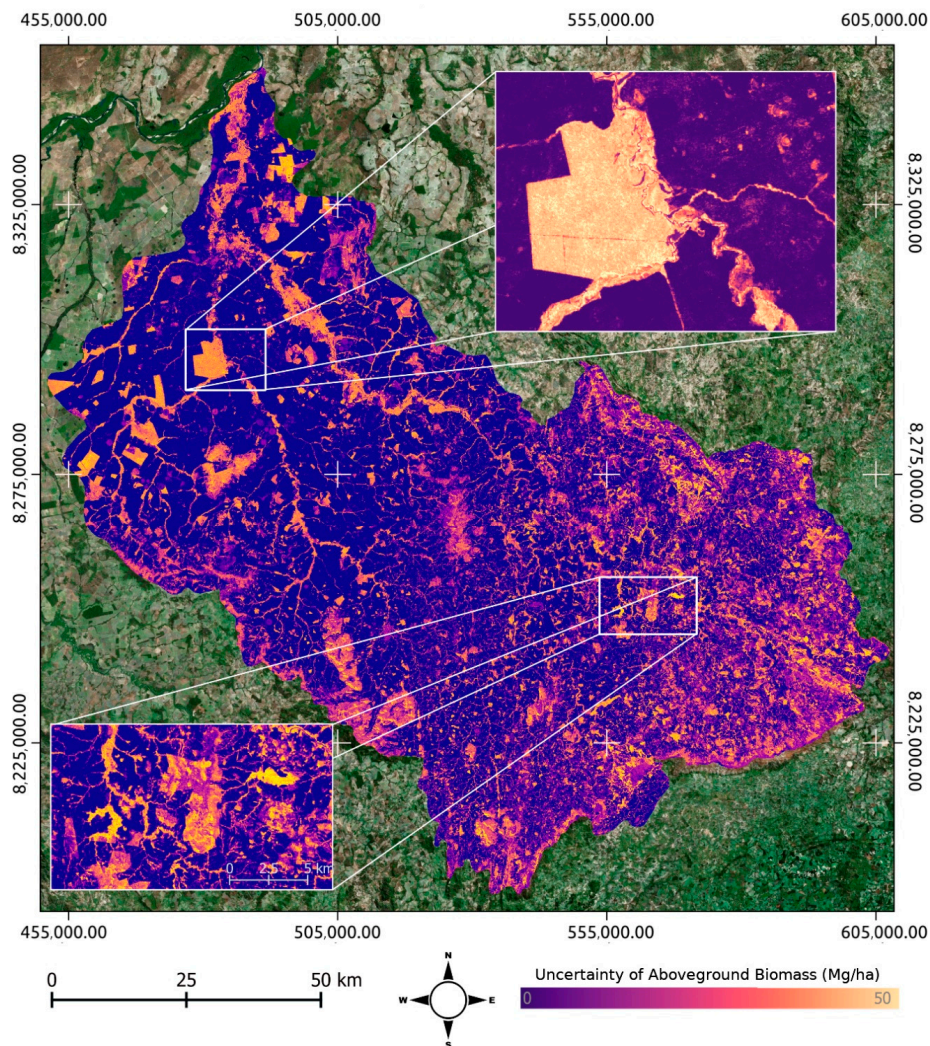 455,000.00 505,000.00 555,000.00 605,000.00
8,325,000.00 8,325,000.00
8,275,000.00 8,275,000.00
8,225,000.00 8,225,000.00
0 2.5 5 km
455,000.00 505,000.00 555,000.00 605,000.00
0 25 50 km
N
W E
S
Uncertainty of Aboveground Biomass (Mg/ha)
0 50